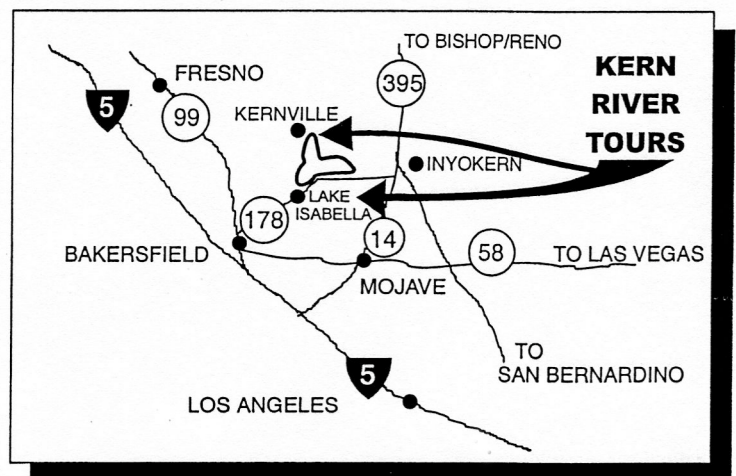 TO BISHOP/RENO
KERN
RIVER
TOURS
FRESNO
395
5
99
KERNVILLE
INYOKERN
LAKE
ISABELLA
178
14
58
BAKERSFIELD
TO LAS VEGAS
MOJAVE
TO
SAN BERNARDINO
5
LOS ANGELES